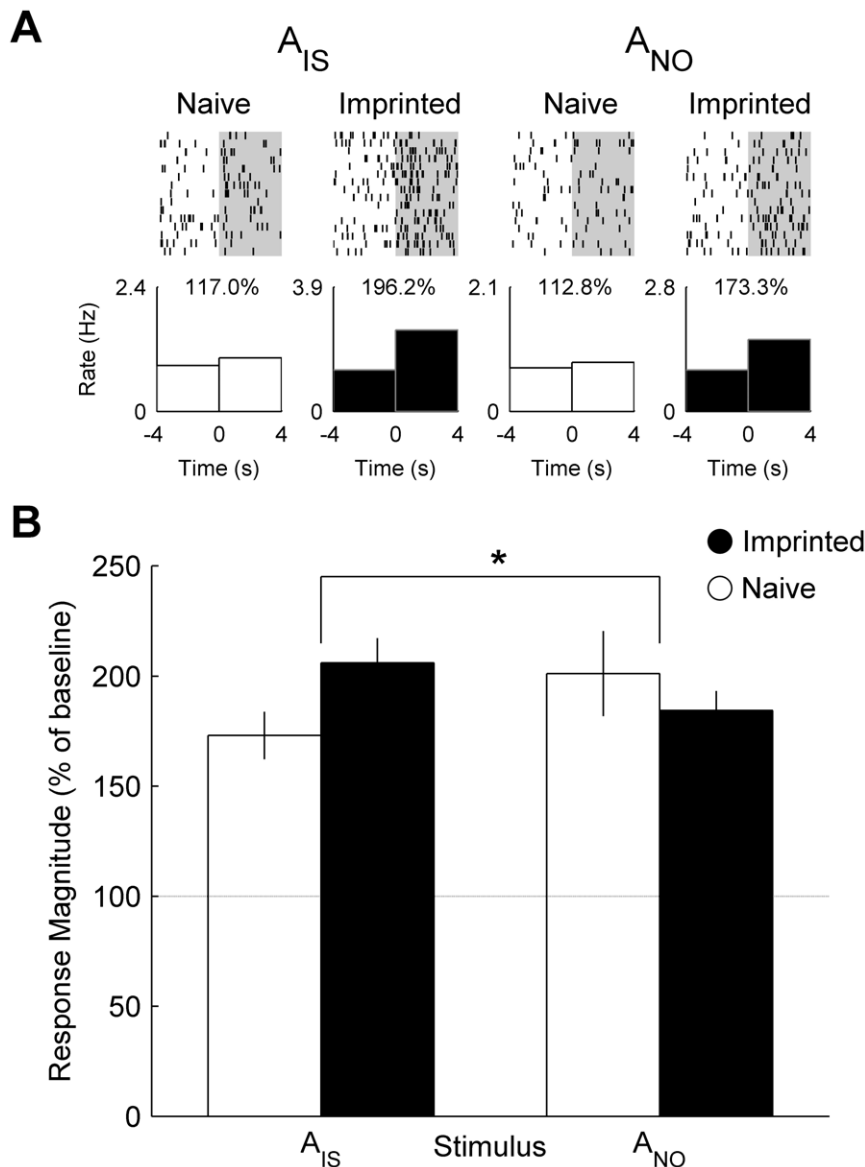 A
A_IS A_NO
Naive Imprinted Naive Imprinted
2.4 117.0% 3.9 196.2% 2.1 112.8% 2.8 173.3%
Rate (Hz)
0 0 0 0
-4 0 4 -4 0 4 -4 0 4 -4 0 4
Time (s) Time (s) Time (s) Time (s)
B
Imprinted
Naive
*
250
200
150
100
50
0
Response Magnitude (% of baseline)
A_IS Stimulus A_NO